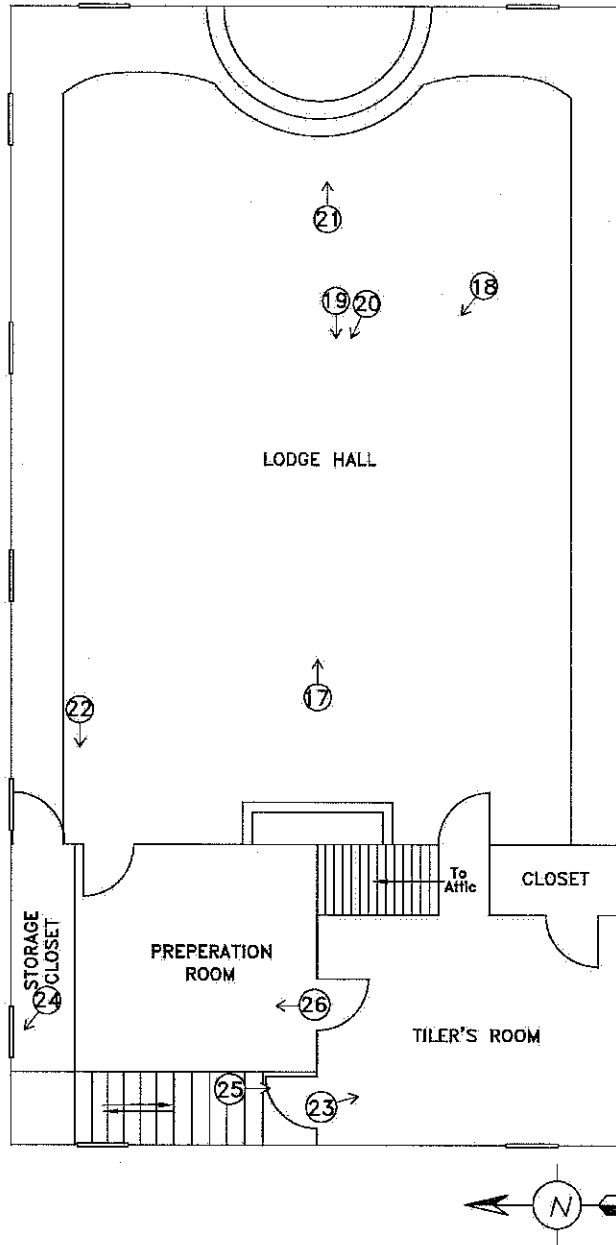 21
19
20
18
LODGE HALL
22
17
To
Attic
CLOSET
STORAGE
CLOSET
PREPERATION
ROOM
24
26
TILER'S ROOM
25
23
N